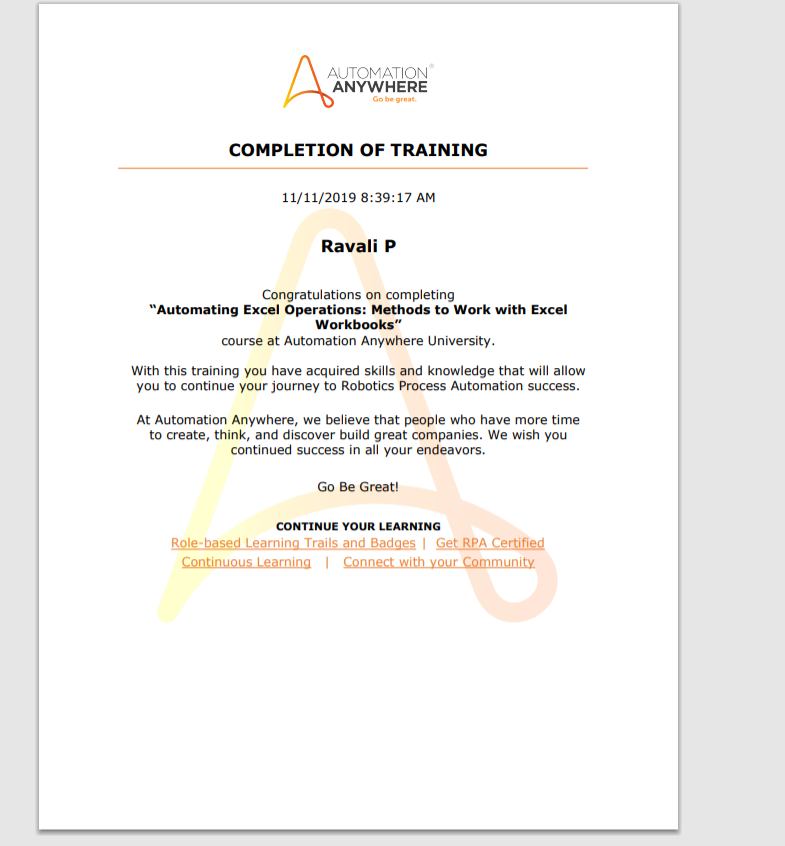 AUTOMATION
ANYWHERE
Go be great.
COMPLETION OF TRAINING
11/11/2019 8:39:17 AM
Ravali P
Congratulations on completing
“Automating Excel Operations: Methods to Work with Excel
Workbooks”
course at Automation Anywhere University.
With this training you have acquired skills and knowledge that will allow
you to continue your journey to Robotics Process Automation success.
At Automation Anywhere, we believe that people who have more time
to create, think, and discover build great companies. We wish you
continued success in all your endeavors.
Go Be Great!
CONTINUE YOUR LEARNING
Role-based Learning Trails and Badges | Get RPA Certified
Continuous Learning | Connect with your Community